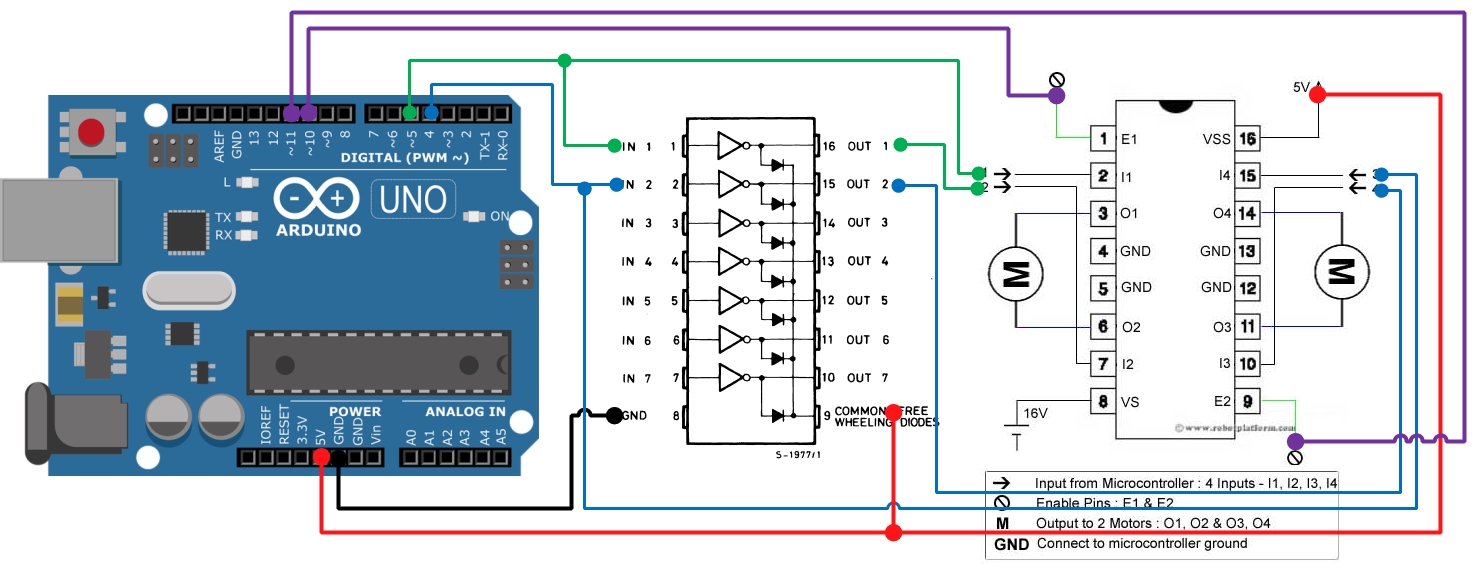 AREF
GND
13
12
~11
~10
~9
8
7
~6
~5
4
~3
2
TX→1
RX←0
DIGITAL (PWM ~)
L
TX
RX
ARDUINO
UNO
ON
IOREF
RESET
3.3V
5V
GND
GND
Vin
POWER
A0
A1
A2
A3
A4
A5
ANALOG IN
IN 1 1 16 OUT 1
IN 2 2 15 OUT 2
IN 3 3 14 OUT 3
IN 4 4 13 OUT 4
IN 5 5 12 OUT 5
IN 6 6 11 OUT 6
IN 7 7 10 OUT 7
GND 8 9 COMMON FREE
WHEELING DIODES
S-1977/1
5V
1 E1 VSS 16
2 I1 I4 15
3 O1 O4 14
4 GND GND 13
5 GND GND 12
6 O2 O3 11
7 I2 I3 10
8 VS E2 9
16V
M
M
© www.robotplatform.com
→ Input from Microcontroller : 4 Inputs - I1, I2, I3, I4
Enable Pins : E1 & E2
M Output to 2 Motors : O1, O2 & O3, O4
GND Connect to microcontroller ground